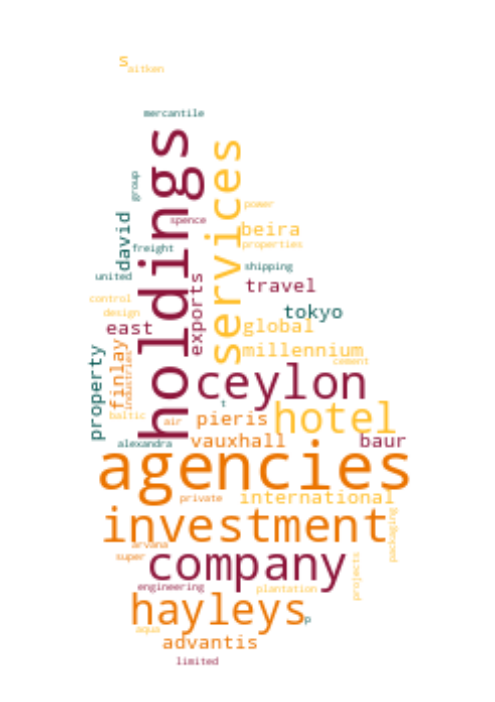 s
aitken
mercantile
holdings
services
group
power
spence
david
beira
freight
properties
shipping
united
travel
exports
control
tokyo
design
east
global
finlay
industries
property
millennium
cement
ceylon
t
baltic
air
pieris
hotel
alexandra
vauxhall
baur
agencies
private
international
investment
packaging
arvana
super
company
projects
engineering
plantation
hayleys
p
aqua
advantis
limited